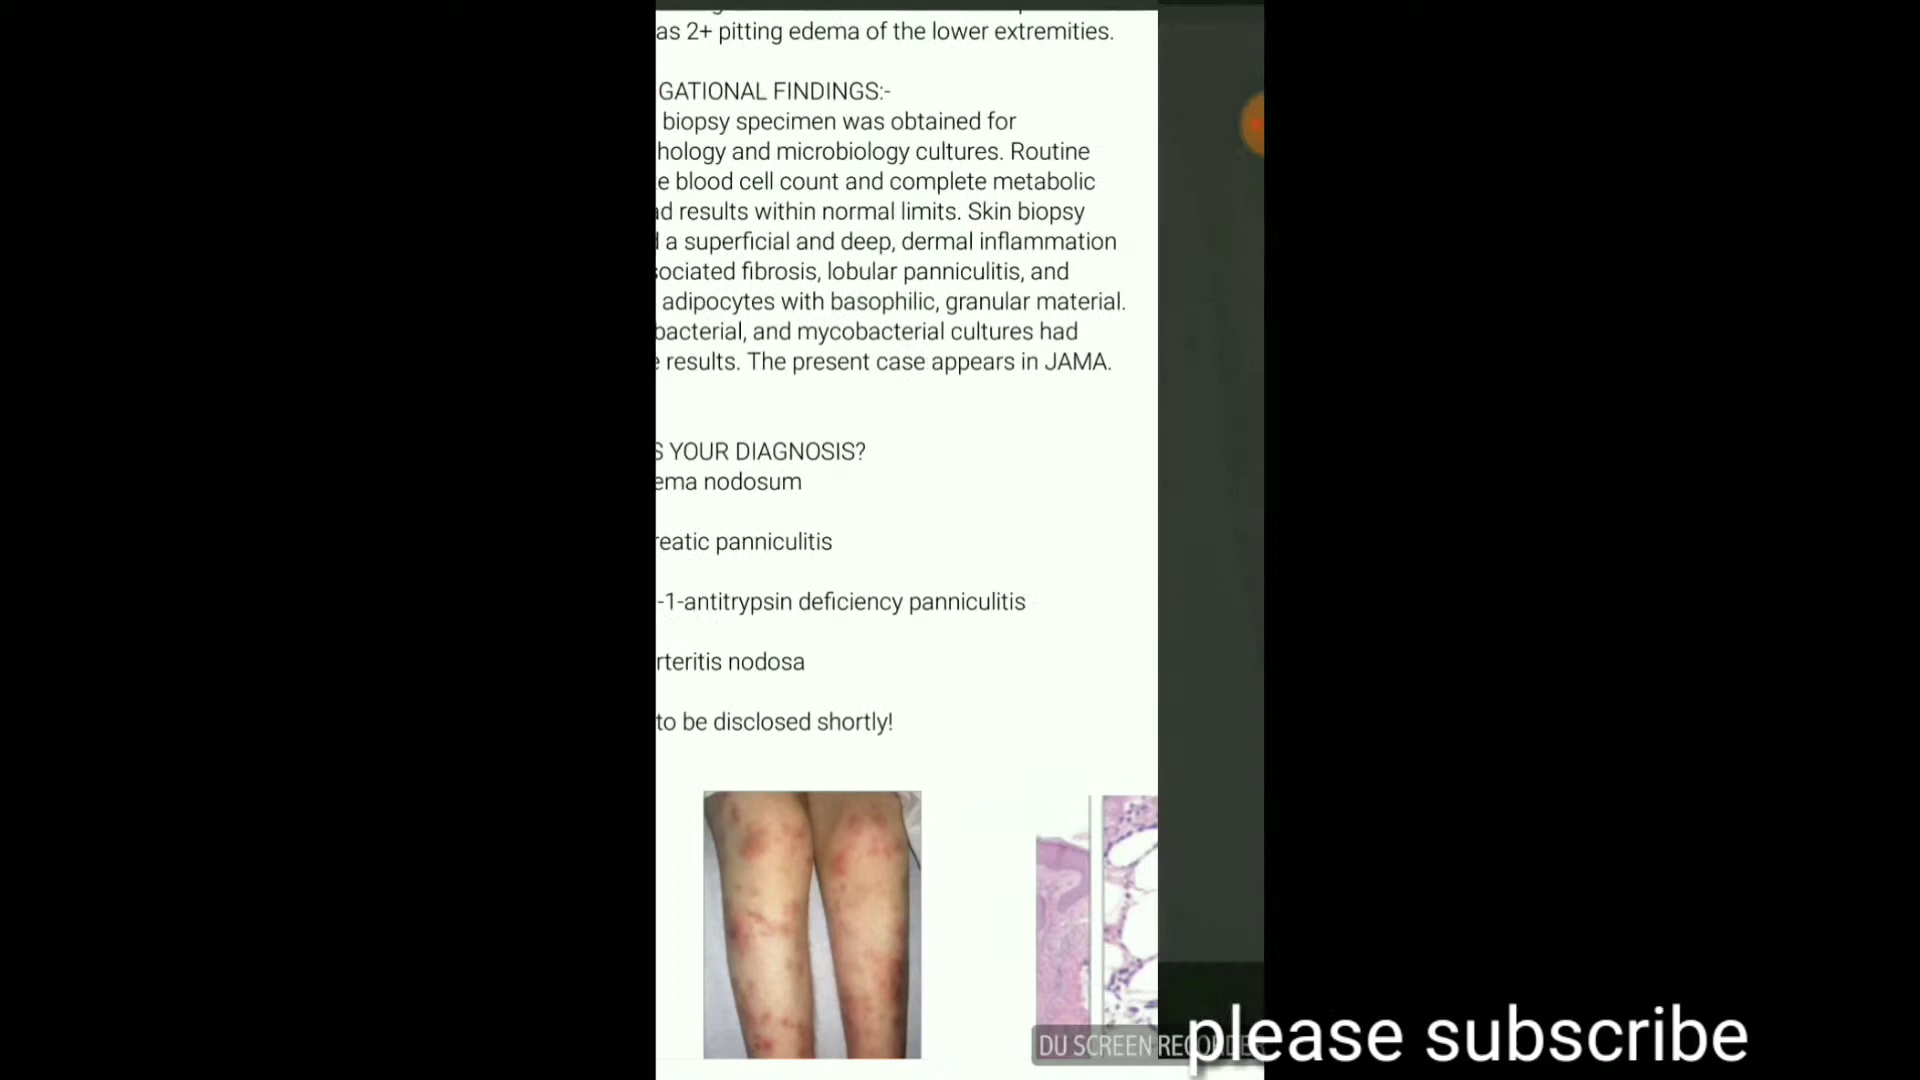 as 2+ pitting edema of the lower extremities.
GATIONAL FINDINGS:-
biopsy specimen was obtained for
hology and microbiology cultures. Routine
e blood cell count and complete metabolic
d results within normal limits. Skin biopsy
a superficial and deep, dermal inflammation
ociated fibrosis, lobular panniculitis, and
adipocytes with basophilic, granular material.
bacterial, and mycobacterial cultures had
results. The present case appears in JAMA.
S YOUR DIAGNOSIS?
ema nodosum
reatic panniculitis
-1-antitrypsin deficiency panniculitis
rteritis nodosa
to be disclosed shortly!
DU SCREEN RECORDER
please subscribe